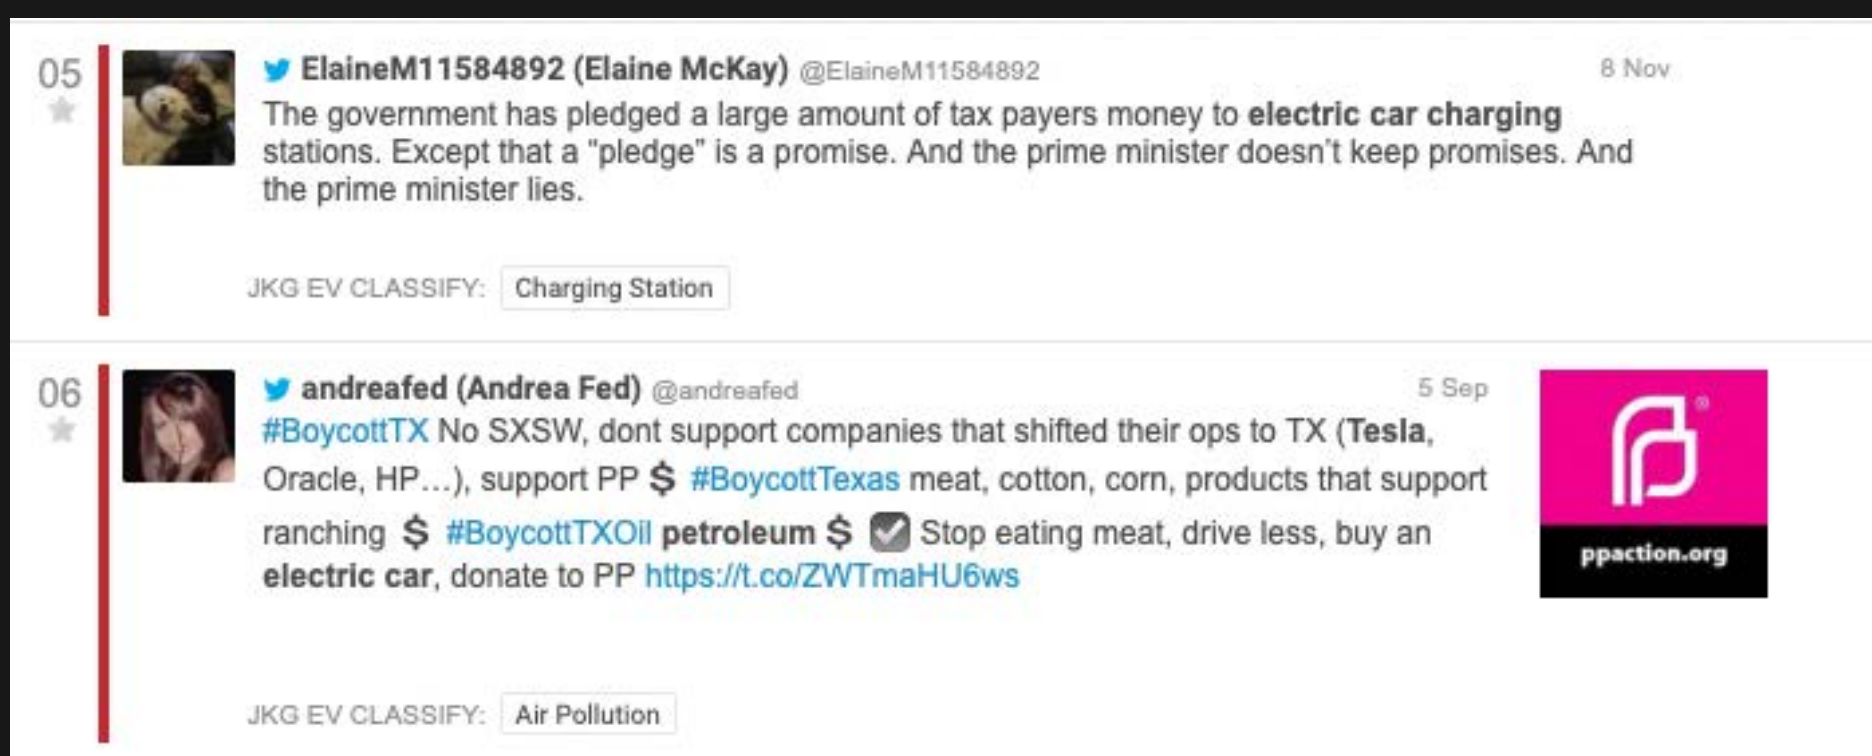 05
ElaineM11584892 (Elaine McKay) @ElaineM11584892 8 Nov
The government has pledged a large amount of tax payers money to electric car charging
stations. Except that a “pledge” is a promise. And the prime minister doesn’t keep promises. And
the prime minister lies.
JKG EV CLASSIFY: Charging Station
06
andreafed (Andrea Fed) @andreafed 5 Sep
#BoycottTX No SXSW, dont support companies that shifted their ops to TX (Tesla,
Oracle, HP...), support PP $ #BoycottTexas meat, cotton, corn, products that support
ranching $ #BoycottTXOil petroleum $ ☑ Stop eating meat, drive less, buy an
electric car, donate to PP https://t.co/ZWTmaHU6ws
®
ppaction.org
JKG EV CLASSIFY: Air Pollution